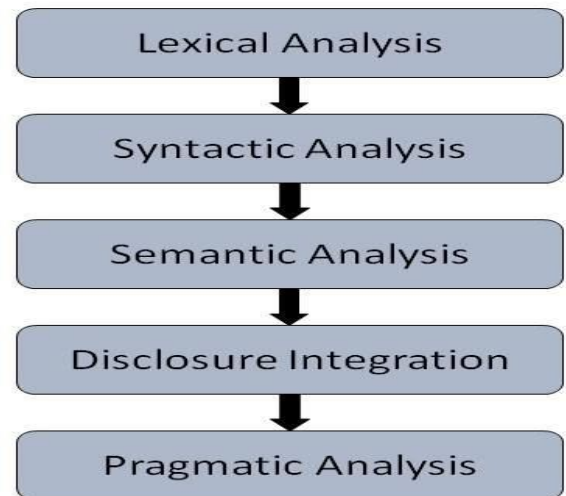 Lexical Analysis
Syntactic Analysis
Semantic Analysis
Disclosure Integration
Pragmatic Analysis